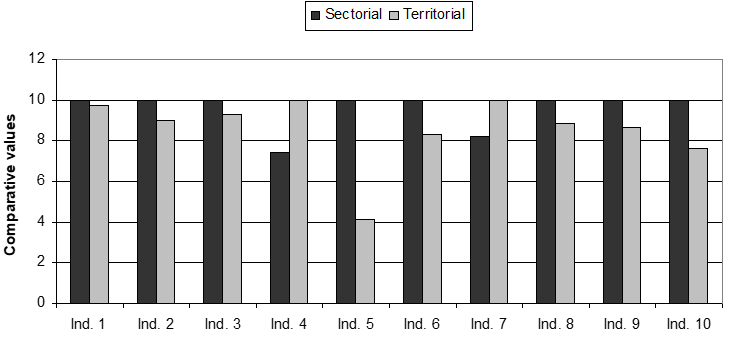 Sectorial Territorial
12
10
8
6
4
2
0
Comparative values
Ind. 1 Ind. 2 Ind. 3 Ind. 4 Ind. 5 Ind. 6 Ind. 7 Ind. 8 Ind. 9 Ind. 10